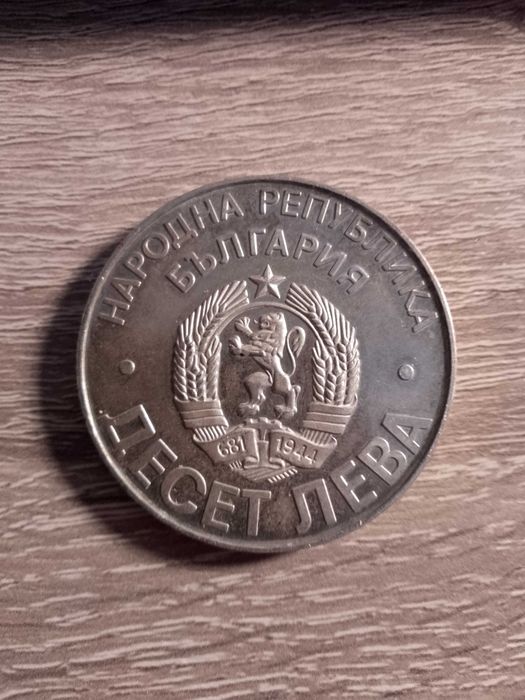 НАРОДНА РЕПУБЛИКА
БЪЛГАРИЯ
681 1944
ДЕСЕТ ЛЕВА